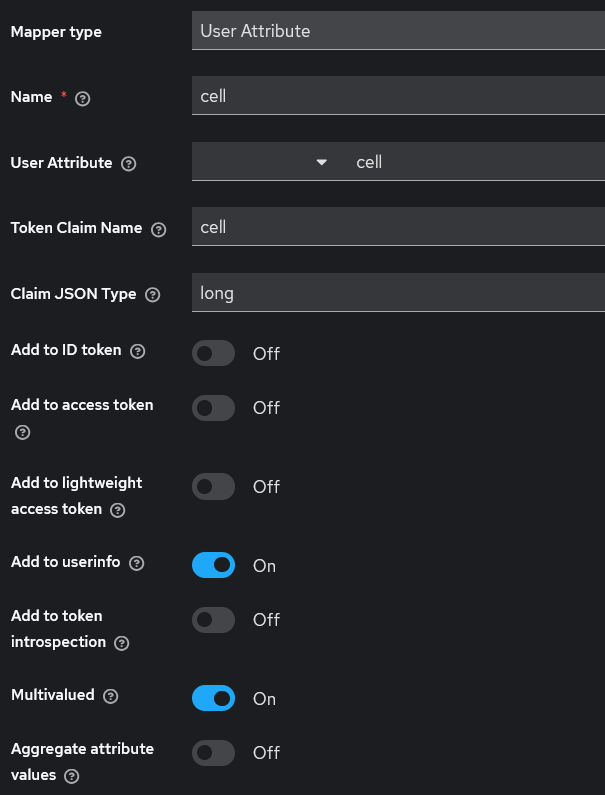 Mapper type
User Attribute
Name *
cell
User Attribute
cell
Token Claim Name
cell
Claim JSON Type
long
Add to ID token
Off
Add to access token
Off
Add to lightweight
access token
Off
Add to userinfo
On
Add to token
introspection
Off
Multivalued
On
Aggregate attribute
values
Off